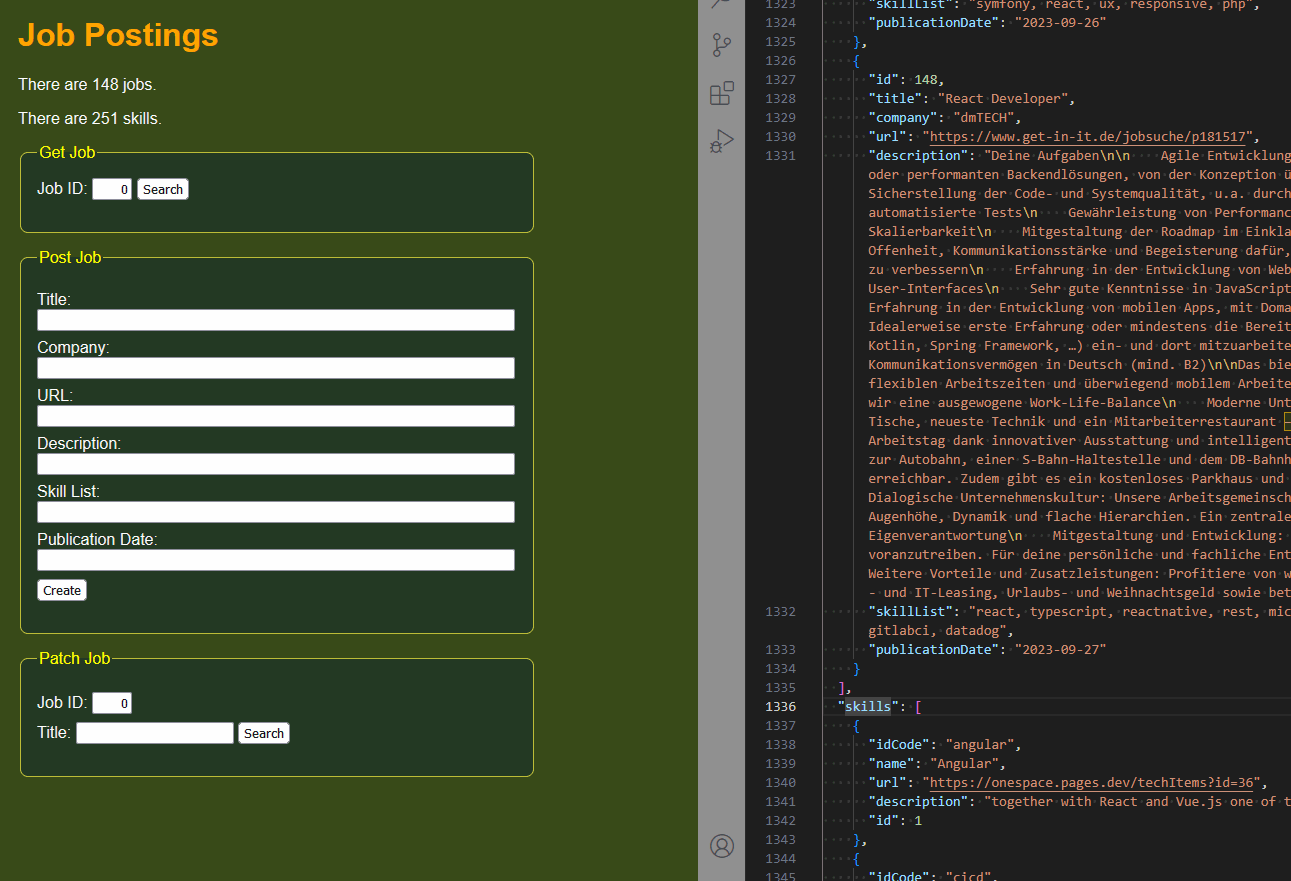 Job Postings
There are 148 jobs.
There are 251 skills.
Get Job
Job ID: 0 Search
Post Job
Title:
Company:
URL:
Description:
Skill List:
Publication Date:
Create
Patch Job
Job ID: 0
Title: Search
1323 "skillList": "symfony, react, ux, responsive, php",
1324 "publicationDate": "2023-09-26"
1325 },
1326 {
1327 "id": 148,
1328 "title": "React Developer",
1329 "company": "dmTECH",
1330 "url": "https://www.get-in-it.de/jobsuche/p181517",
1331 "description": "Deine Aufgaben\n\n    Agile Entwicklung
oder performanten Backendlösungen, von der Konzeption ü
Sicherstellung der Code- und Systemqualität, u.a. durch
automatisierte Tests\n    Gewährleistung von Performanc
Skalierbarkeit\n    Mitgestaltung der Roadmap im Einkla
Offenheit, Kommunikationsstärke und Begeisterung dafür,
zu verbessern\n    Erfahrung in der Entwicklung von Web
User-Interfaces\n    Sehr gute Kenntnisse in JavaScript
Erfahrung in der Entwicklung von mobilen Apps, mit Doma
Idealerweise erste Erfahrung oder mindestens die Bereit
Kotlin, Spring Framework, …) ein- und dort mitzuarbeite
Kommunikationsvermögen in Deutsch (mind. B2)\n\nDas bie
flexiblen Arbeitszeiten und überwiegend mobilem Arbeite
wir eine ausgewogene Work-Life-Balance\n    Moderne Unt
Tische, neueste Technik und ein Mitarbeiterrestaurant –
Arbeitstag dank innovativer Ausstattung und intelligent
zur Autobahn, einer S-Bahn-Haltestelle und dem DB-Bahnh
erreichbar. Zudem gibt es ein kostenloses Parkhaus und
Dialogische Unternehmenskultur: Unsere Arbeitsgemeinsch
Augenhöhe, Dynamik und flache Hierarchien. Ein zentrale
Eigenverantwortung\n    Mitgestaltung und Entwicklung:
voranzutreiben. Für deine persönliche und fachliche Ent
Weitere Vorteile und Zusatzleistungen: Profitiere von w
- und IT-Leasing, Urlaubs- und Weihnachtsgeld sowie bet
1332 "skillList": "react, typescript, reactnative, rest, mic
gitlabci, datadog",
1333 "publicationDate": "2023-09-27"
1334 }
1335 ],
1336 "skills": [
1337 {
1338 "idCode": "angular",
1339 "name": "Angular",
1340 "url": "https://onespace.pages.dev/techItems?id=36",
1341 "description": "together with React and Vue.js one of t
1342 "id": 1
1343 },
1344 {
1345 "idCode": "cicd",